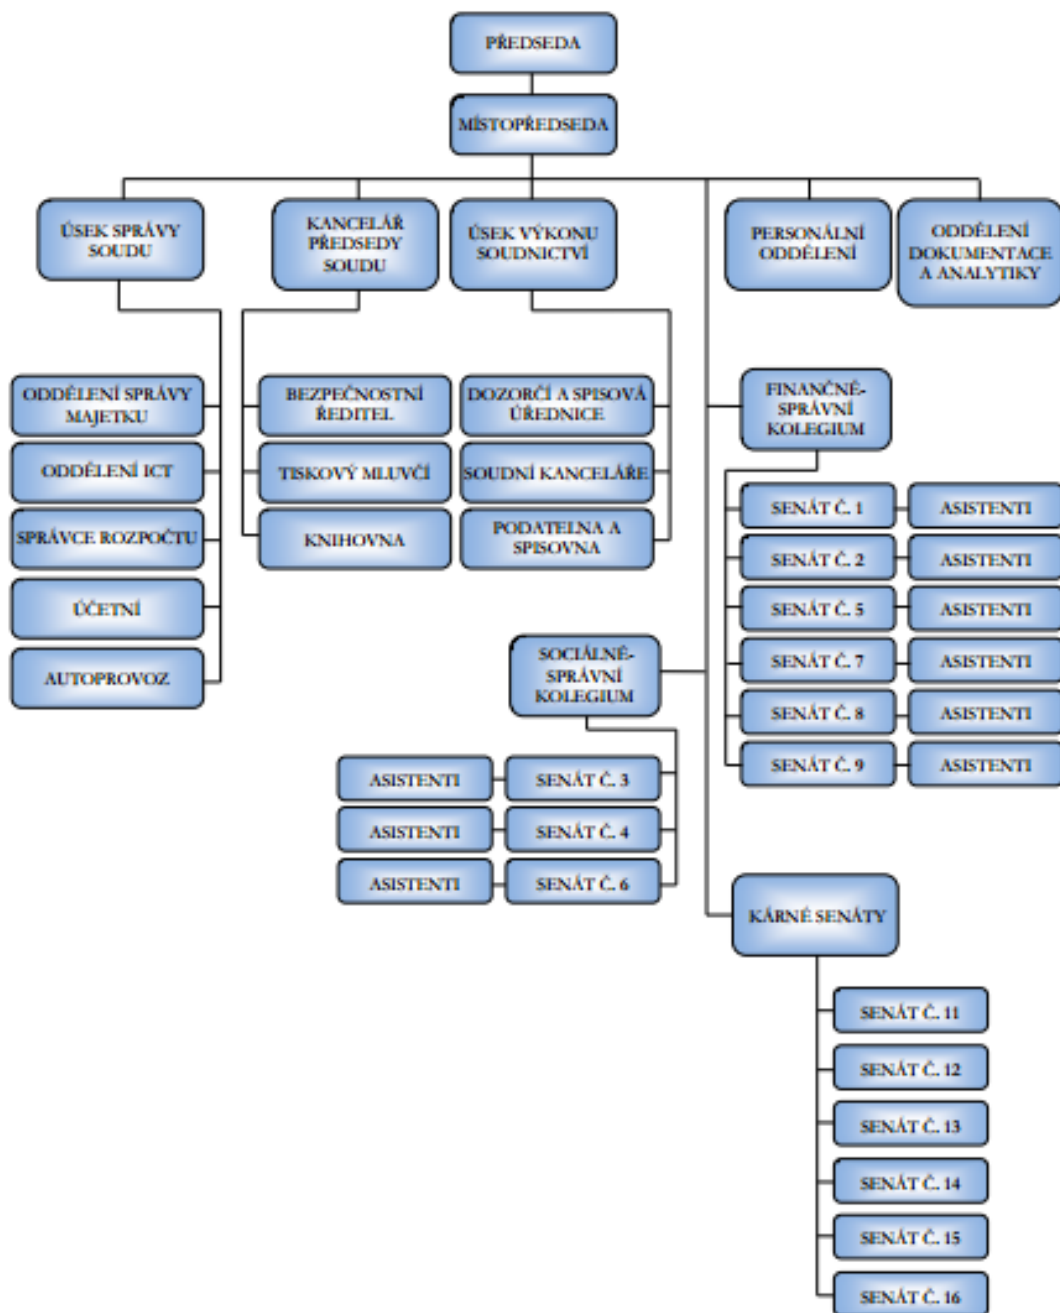 PŘEDSEDA
MÍSTOPŘEDSEDA
ÚSEK SPRÁVY
SOUDU
KANCELÁŘ
PŘEDSEDY
SOUDU
ÚSEK VÝKONU
SOUDNICTVÍ
PERSONÁLNÍ
ODDĚLENÍ
ODDĚLENÍ
DOKUMENTACE
A ANALYTIKY
ODDĚLENÍ SPRÁVY
MAJETKU
ODDĚLENÍ ICT
SPRÁVCE ROZPOČTU
ÚČETNÍ
AUTOPROVOZ
BEZPEČNOSTNÍ
ŘEDITEL
TISKOVÝ MLUVČÍ
KNIHOVNA
DOZORČÍ A SPISOVÁ
ÚŘEDNICE
SOUDNÍ KANCELÁŘE
PODATELNA A
SPISOVNA
FINANČNĚ-
SPRÁVNÍ
KOLEGIUM
SENÁT Č. 1
ASISTENTI
SENÁT Č. 2
ASISTENTI
SENÁT Č. 5
ASISTENTI
SENÁT Č. 7
ASISTENTI
SENÁT Č. 8
ASISTENTI
SENÁT Č. 9
ASISTENTI
SOCIÁLNĚ-
SPRÁVNÍ
KOLEGIUM
ASISTENTI
SENÁT Č. 3
ASISTENTI
SENÁT Č. 4
ASISTENTI
SENÁT Č. 6
KÁRNÉ SENÁTY
SENÁT Č. 11
SENÁT Č. 12
SENÁT Č. 13
SENÁT Č. 14
SENÁT Č. 15
SENÁT Č. 16